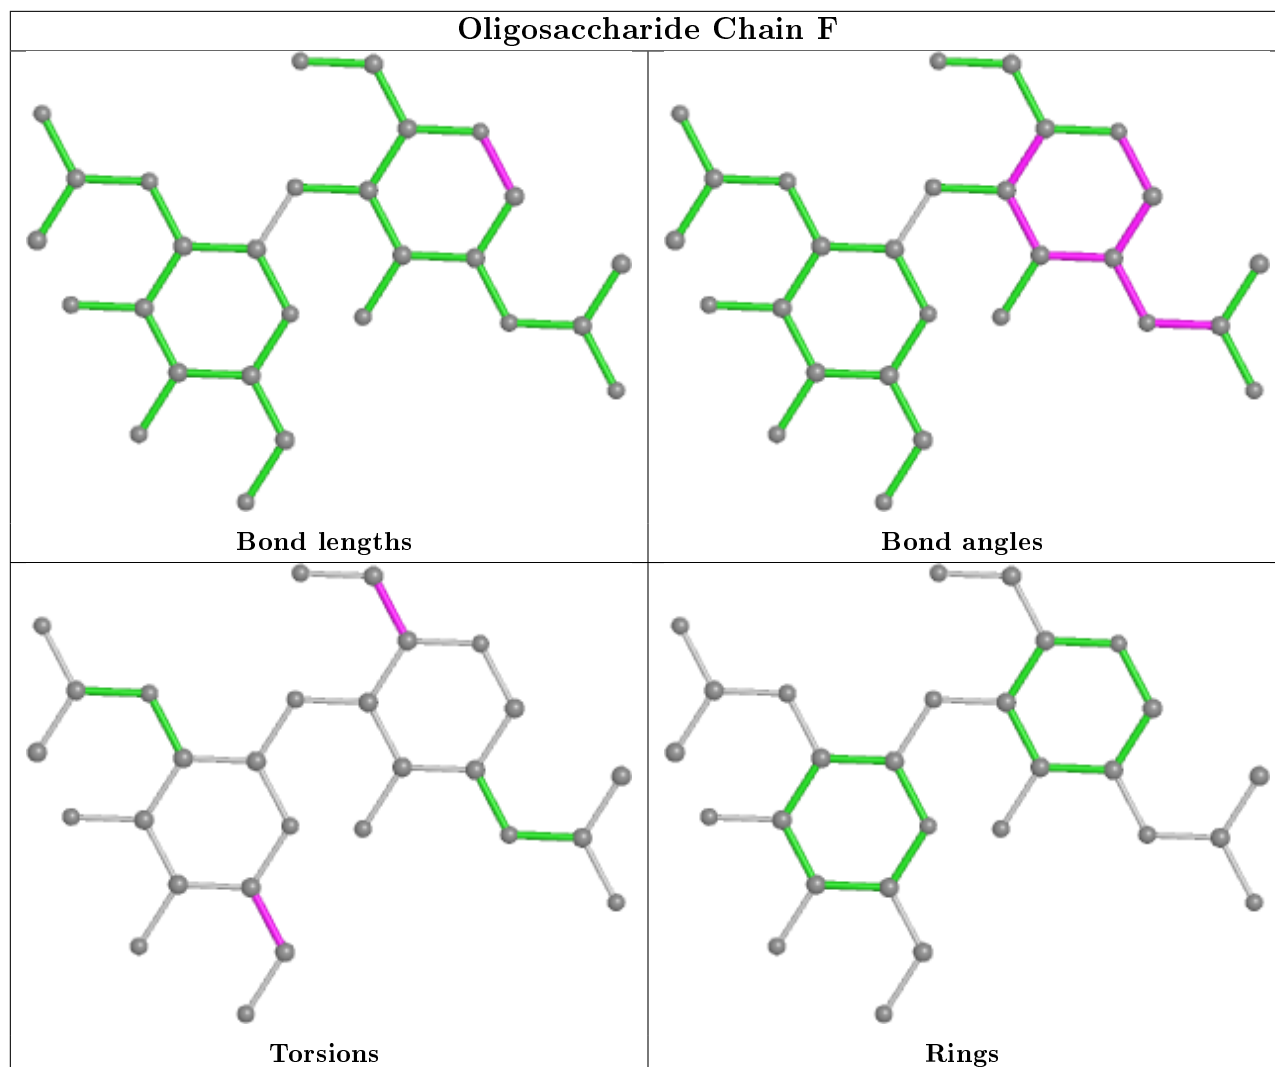 Oligosaccharide Chain F
Bond lengths
Bond angles
Torsions
Rings